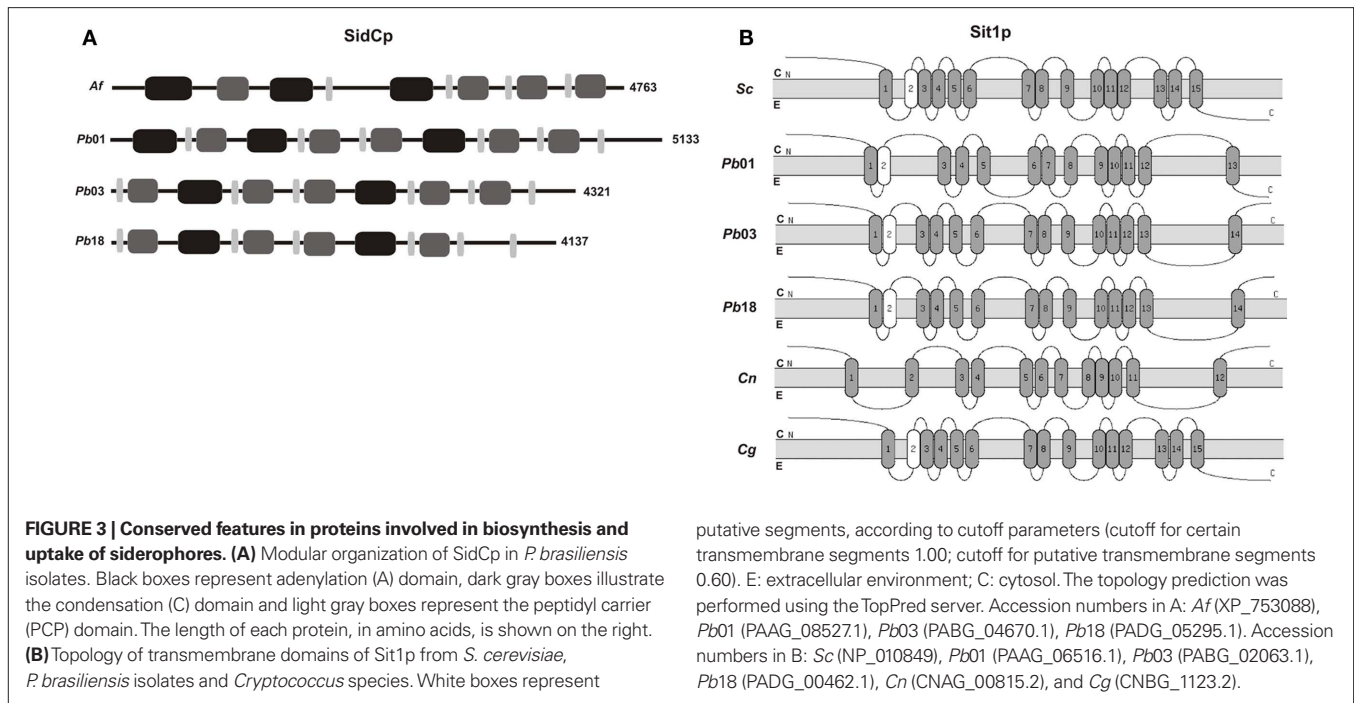 A
SidCp
Af
4763
Pb01
5133
Pb03
4321
Pb18
4137
B
Sit1p
C N
Sc
1 2 3 4 5 6 7 8 9 10 11 12 13 14 15
E
C
C N
Pb01
1 2 3 4 5 6 7 8 9 10 11 12 13
E
C
C N
C
Pb03
1 2 3 4 5 6 7 8 9 10 11 12 13 14
E
C N
C
Pb18
1 2 3 4 5 6 7 8 9 10 11 12 13 14
E
C N
C
Cn
1 2 3 4 5 6 7 8 9 10 11 12
E
C N
Cg
1 2 3 4 5 6 7 8 9 10 11 12 13 14 15
E
C
FIGURE 3 | Conserved features in proteins involved in biosynthesis and
uptake of siderophores. (A) Modular organization of SidCp in P. brasiliensis
isolates. Black boxes represent adenylation (A) domain, dark gray boxes illustrate
the condensation (C) domain and light gray boxes represent the peptidyl carrier
(PCP) domain. The length of each protein, in amino acids, is shown on the right.
(B) Topology of transmembrane domains of Sit1p from S. cerevisiae,
P. brasiliensis isolates and Cryptococcus species. White boxes represent
putative segments, according to cutoff parameters (cutoff for certain
transmembrane segments 1.00; cutoff for putative transmembrane segments
0.60). E: extracellular environment; C: cytosol. The topology prediction was
performed using the TopPred server. Accession numbers in A: Af (XP_753088),
Pb01 (PAAG_08527.1), Pb03 (PABG_04670.1), Pb18 (PADG_05295.1). Accession
numbers in B: Sc (NP_010849), Pb01 (PAAG_06516.1), Pb03 (PABG_02063.1),
Pb18 (PADG_00462.1), Cn (CNAG_00815.2), and Cg (CNBG_1123.2).